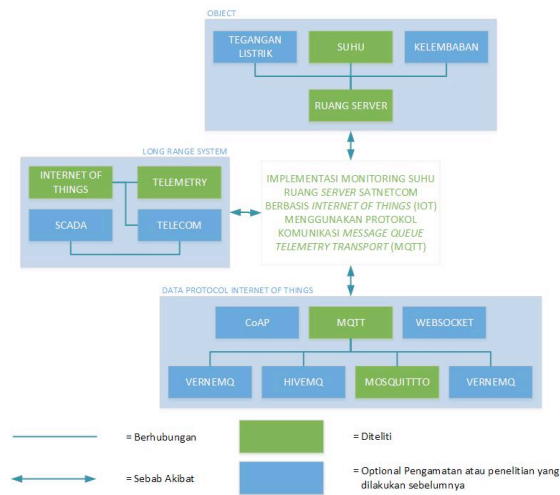 OBJECT
TEGANGAN
LISTRIK
SUHU
KELEMBABAN
RUANG SERVER
LONG RANGE SYSTEM
INTERNET OF
THINGS
TELEMETRY
SCADA
TELECOM
IMPLEMENTASI MONITORING SUHU
RUANG SERVER SATNETCOM
BERBASIS INTERNET OF THINGS (IOT)
MENGGUNAKAN PROTOKOL
KOMUNIKASI MESSAGE QUEUE
TELEMETRY TRANSPORT (MQTT)
DATA PROTOCOL INTERNET OF THINGS
CoAP
MQTT
WEBSOCKET
VERNEMQ
HIVEMQ
MOSQUITTTO
VERNEMQ
= Berhubungan
= Diteliti
= Sebab Akibat
= Optional Pengamatan atau penelitian yang
dilakukan sebelumnya